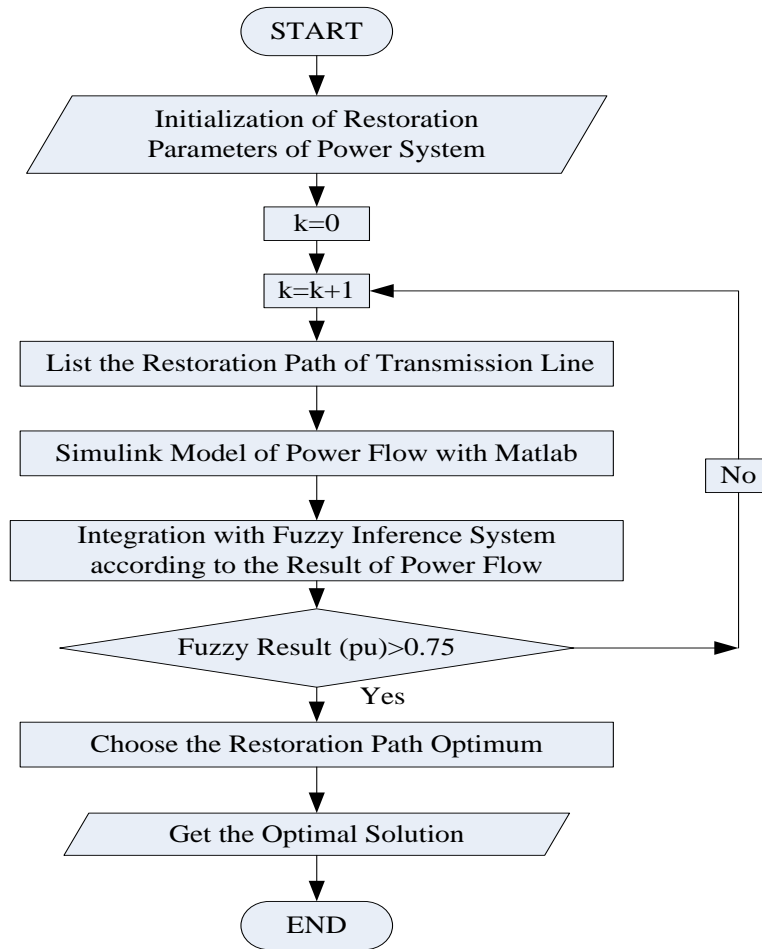 START
Initialization of Restoration
Parameters of Power System
k=0
k=k+1
List the Restoration Path of Transmission Line
Simulink Model of Power Flow with Matlab
No
Integration with Fuzzy Inference System
according to the Result of Power Flow
Fuzzy Result (pu)>0.75
Yes
Choose the Restoration Path Optimum
Get the Optimal Solution
END